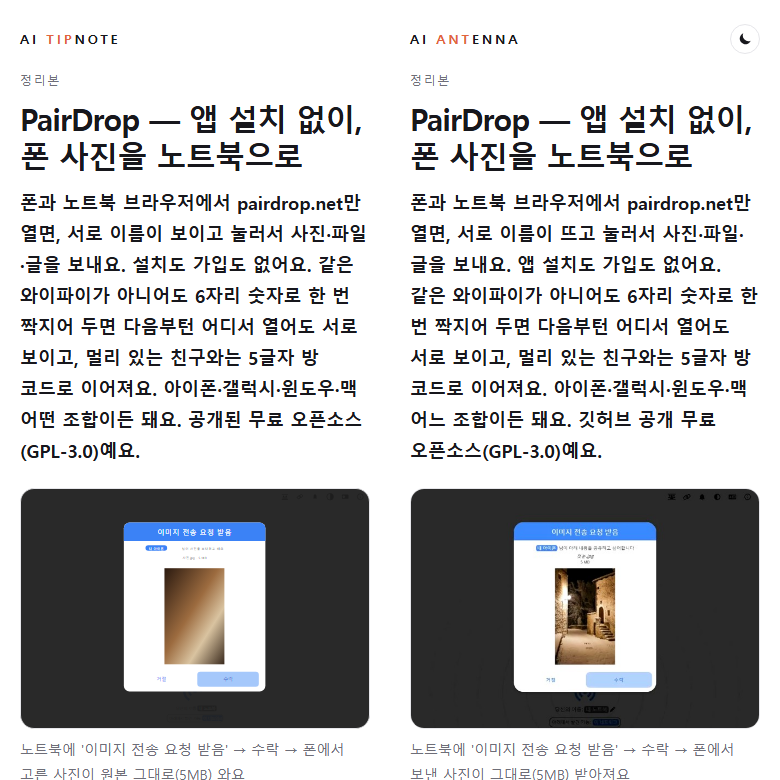 AI TIPNOTE
정리본
PairDrop — 앱 설치 없이,
폰 사진을 노트북으로
폰과 노트북 브라우저에서 pairdrop.net만
열면, 서로 이름이 보이고 눌러서 사진·파일
·글을 보내요. 설치도 가입도 없어요. 같은
와이파이가 아니어도 6자리 숫자로 한 번
짝지어 두면 다음부턴 어디서 열어도 서로
보이고, 멀리 있는 친구와는 5글자 방
코드로 이어져요. 아이폰·갤럭시·윈도우·맥
어떤 조합이든 돼요. 공개된 무료 오픈소스
(GPL-3.0)예요.
이미지 전송 요청 받음
거절
수락
노트북에 '이미지 전송 요청 받음' → 수락 → 폰에서
고른 사진이 원본 그대로(5MB) 와요
AI ANTENNA
정리본
PairDrop — 앱 설치 없이,
폰 사진을 노트북으로
폰과 노트북 브라우저에서 pairdrop.net만
열면, 서로 이름이 뜨고 눌러서 사진·파일·
글을 보내요. 앱 설치도 가입도 없어요.
같은 와이파이가 아니어도 6자리 숫자로 한
번 짝지어 두면 다음부턴 어디서 열어도
서로 보이고, 멀리 있는 친구와는 5글자 방
코드로 이어져요. 아이폰·갤럭시·윈도우·맥
어느 조합이든 돼요. 깃허브 공개 무료
오픈소스(GPL-3.0)예요.
이미지 전송 요청 받음
거절
수락
노트북에 '이미지 전송 요청 받음' → 수락 → 폰에서
보낸 사진이 그대로(5MB) 받아져요